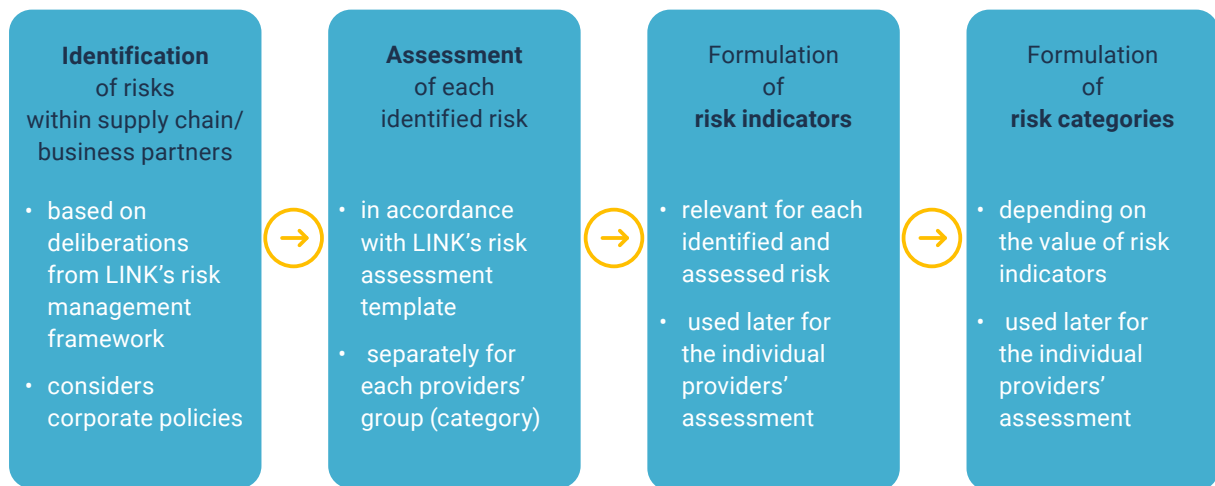 Identification
of risks
within supply chain/
business partners
• based on
deliberations
from LINK's risk
management
framework
• considers
corporate policies
Assessment
of each
identified risk
• in accordance
with LINK's risk
assessment
template
• separately for
each providers'
group (category)
Formulation
of
risk indicators
• relevant for each
identified and
assessed risk
• used later for
the individual
providers'
assessment
Formulation
of
risk categories
• depending on
the value of risk
indicators
• used later for
the individual
providers'
assessment